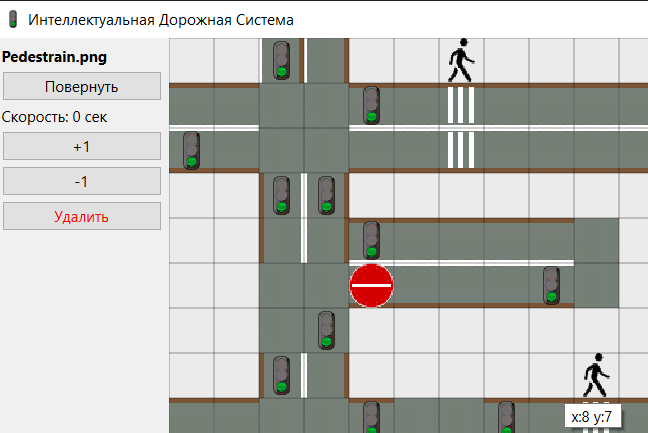 Интеллектуальная Дорожная Система
Pedestrain.png
Повернуть
Скорость: 0 сек
+1
-1
Удалить
x:8 y:7